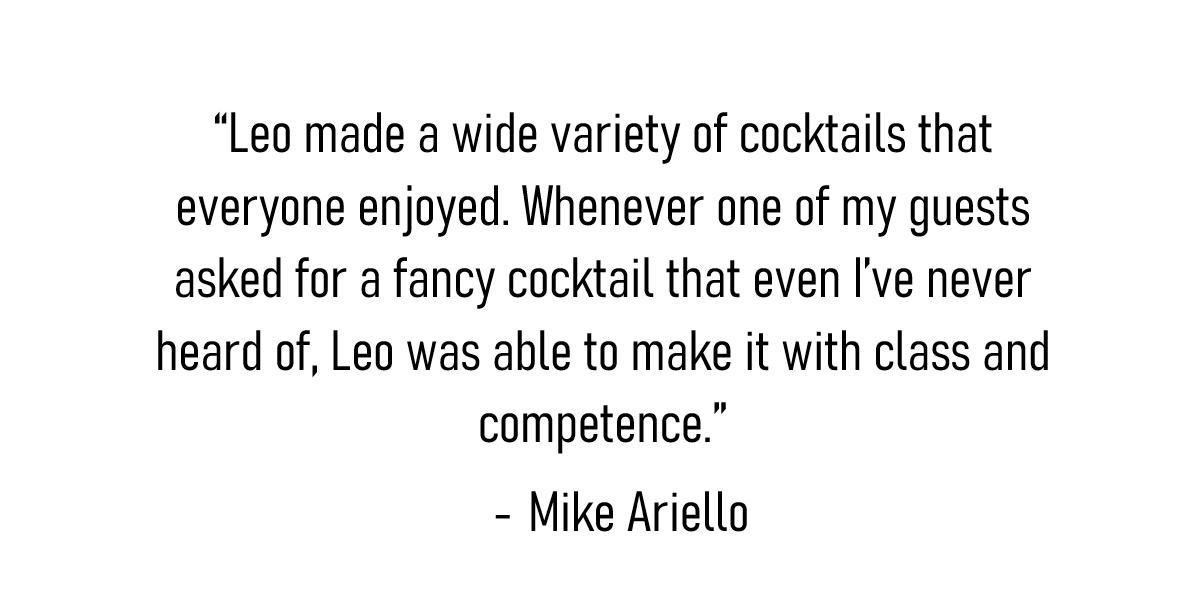 “Leo made a wide variety of cocktails that
everyone enjoyed. Whenever one of my guests
asked for a fancy cocktail that even I’ve never
heard of, Leo was able to make it with class and
competence.”
- Mike Ariello